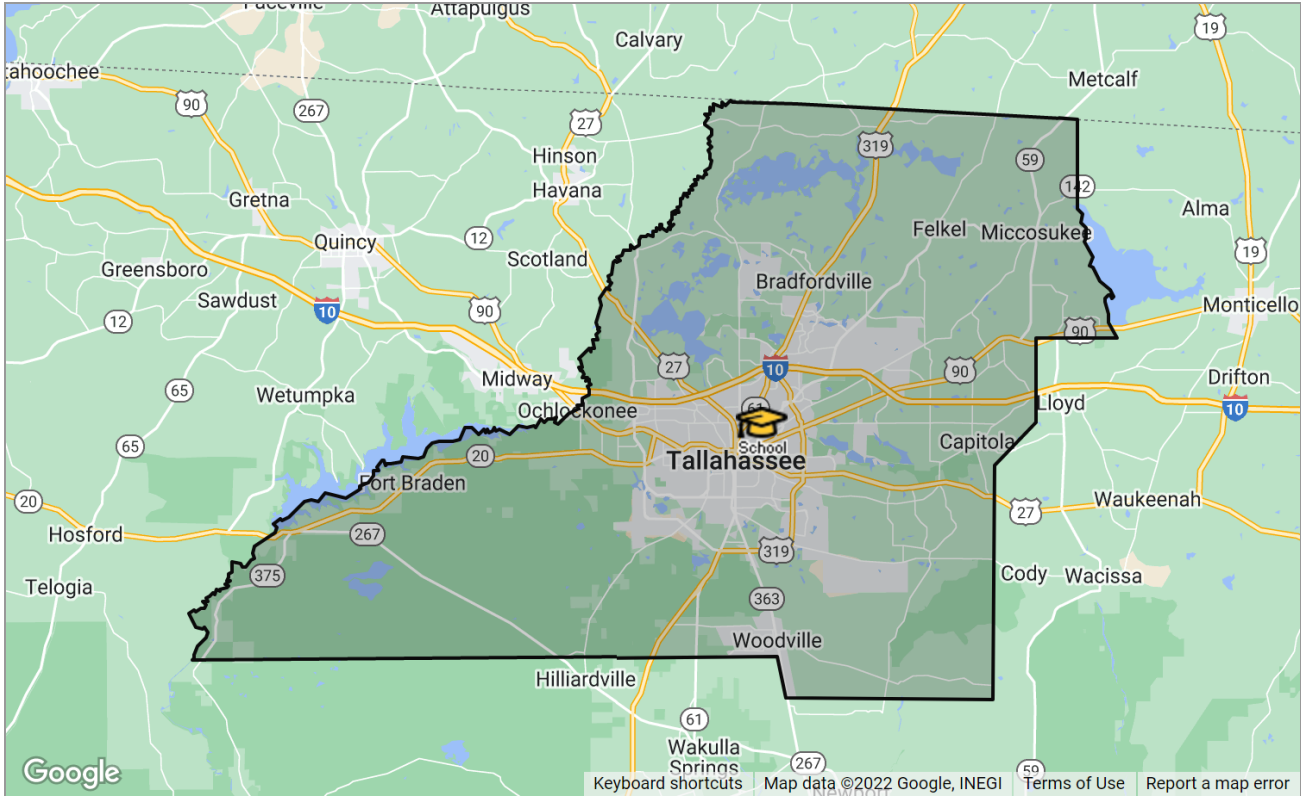 Faceville
Attapulgus
19
Calvary
tahoochee
Metcalf
90
267
27
319
59
Hinson
Havana
142
Gretna
Alma
Quincy
12
Felkel
Miccosukee
19
Scotland
Greensboro
Bradfordville
Sawdust
10
90
Monticello
12
90
27
10
90
65
Midway
Drifton
Wetumpka
Ochlockonee
61
Lloyd
10
School
Capitola
65
20
Tallahassee
Fort Braden
20
Waukeenah
27
Hosford
267
319
375
Cody
Wacissa
Telogia
363
Woodville
Hilliardville
61
Wakulla
Springs
267
59
Google
Newport
Keyboard shortcuts
Map data ©2022 Google, INEGI
Terms of Use
Report a map error